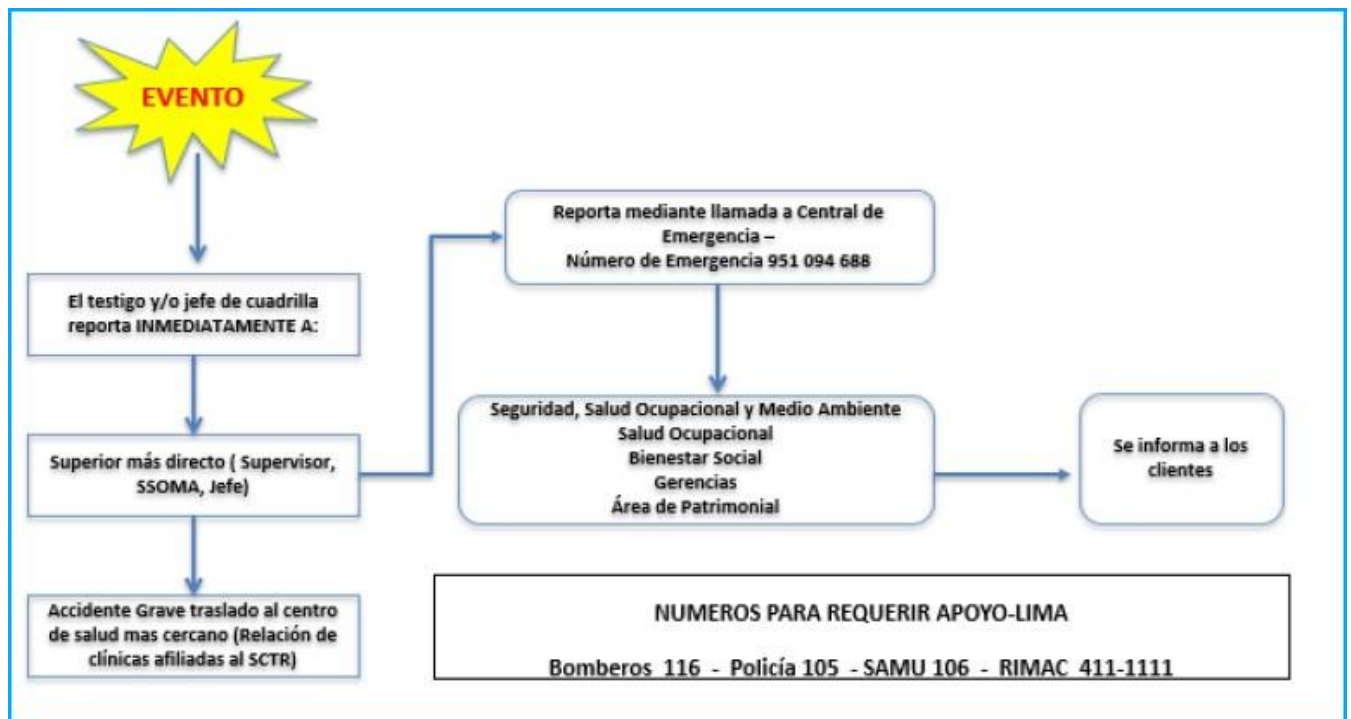 EVENTO
El testigo y/o jefe de cuadrilla
reporta INMEDIATAMENTE A:
Superior más directo ( Supervisor,
SSOMA, Jefe)
Accidente Grave traslado al centro
de salud mas cercano (Relación de
clínicas afiliadas al SCTR)
Reporta mediante llamada a Central de
Emergencia –
Número de Emergencia 951 094 688
Seguridad, Salud Ocupacional y Medio Ambiente
Salud Ocupacional
Bienestar Social
Gerencias
Área de Patrimonial
Se informa a los
clientes
NUMEROS PARA REQUERIR APOYO-LIMA
Bomberos 116 - Policía 105 - SAMU 106 - RIMAC 411-1111